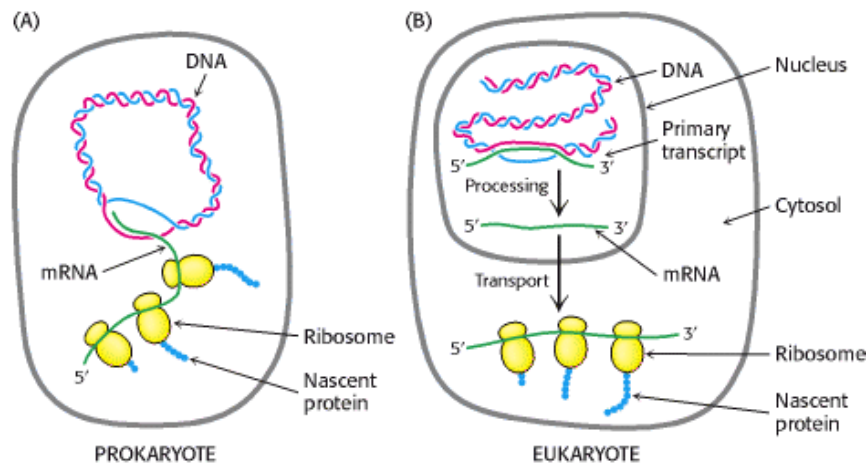 (A)
DNA
mRNA
Ribosome
5′
Nascent
protein
PROKARYOTE
(B)
DNA
Nucleus
Primary
transcript
5′
3′
Processing
Cytosol
5′
3′
mRNA
Transport
5′
3′
Ribosome
Nascent
protein
EUKARYOTE